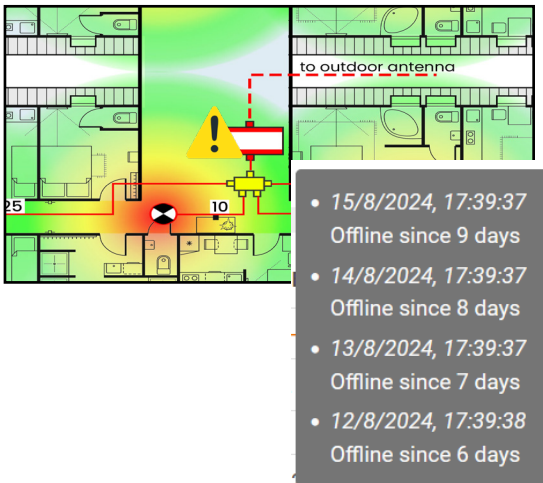 to outdoor antenna
25
10
15/8/2024, 17:39:37
Offline since 9 days
14/8/2024, 17:39:37
Offline since 8 days
13/8/2024, 17:39:37
Offline since 7 days
12/8/2024, 17:39:38
Offline since 6 days